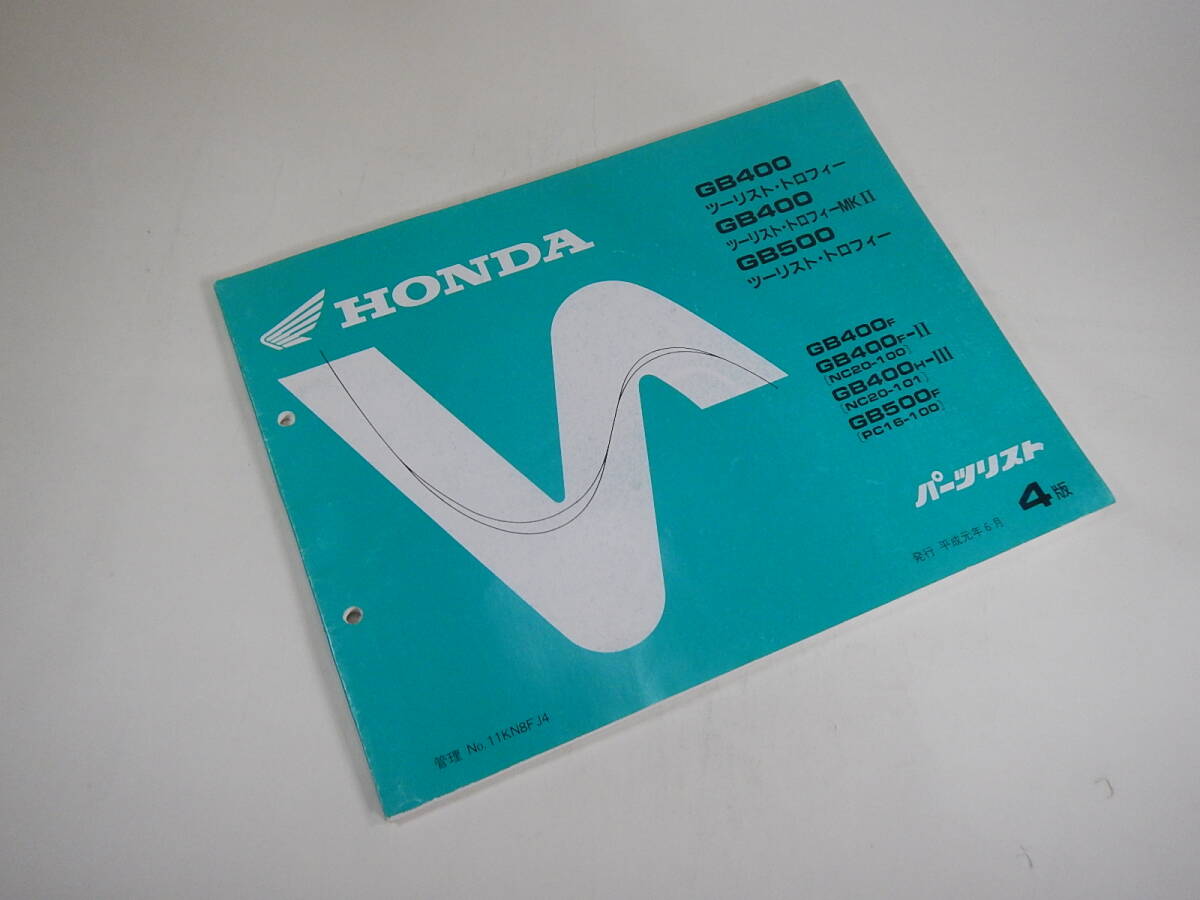 HONDA
GB400
ツーリスト・トロフィー
GB400
ツーリスト・トロフィーMKⅡ
GB500
ツーリスト・トロフィー
GB400F
GB400F-Ⅱ
[NC20-100]
GB400H-Ⅲ
[NC20-101]
GB500F
[PC16-100]
パーツリスト
4版
発行 平成元年6月
管理 No.11KN8FJ4